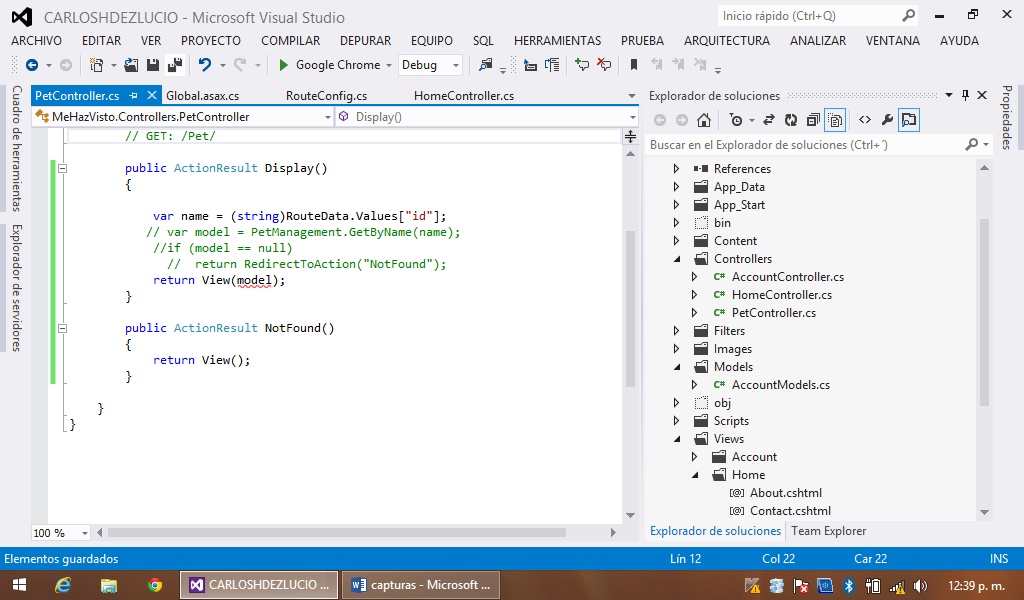 CARLOSHDEZLUCIO - Microsoft Visual Studio
Inicio rápido (Ctrl+Q)
ARCHIVO EDITAR VER PROYECTO COMPILAR DEPURAR EQUIPO SQL HERRAMIENTAS PRUEBA ARQUITECTURA ANALIZAR VENTANA AYUDA
Google Chrome Debug
Cuadro de herramientas
Explorador de servidores
PetController.cs Global.asax.cs RouteConfig.cs HomeController.cs
MeHazVisto.Controllers.PetController Display()
// GET: /Pet/
public ActionResult Display()
{
var name = (string)RouteData.Values["id"];
// var model = PetManagement.GetByName(name);
//if (model == null)
// return RedirectToAction("NotFound");
return View(model);
}
public ActionResult NotFound()
{
return View();
}
}
}
100 %
Explorador de soluciones
Propiedades
Buscar en el Explorador de soluciones (Ctrl+´)
References
App_Data
App_Start
bin
Content
Controllers
C# AccountController.cs
C# HomeController.cs
C# PetController.cs
Filters
Images
Models
C# AccountModels.cs
obj
Scripts
Views
Account
Home
[@] About.cshtml
[@] Contact.cshtml
Explorador de soluciones Team Explorer
Elementos guardados Lín 12 Col 22 Car 22 INS
CARLOSHDEZLUCIO ... capturas - Microsoft ... 12:39 p. m.